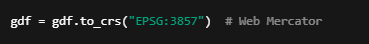 gdf = gdf.to_crs("EPSG:3857")  # Web Mercator